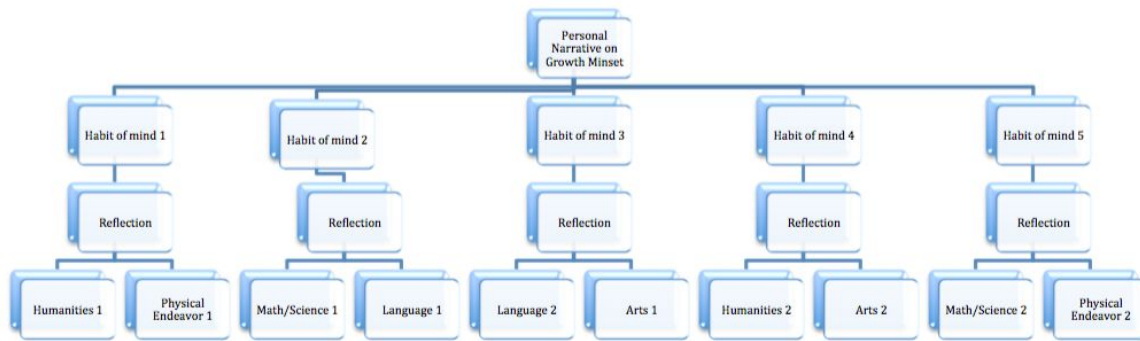 Personal
Narrative on
Growth Minset
Habit of mind 1
Habit of mind 2
Habit of mind 3
Habit of mind 4
Habit of mind 5
Reflection
Reflection
Reflection
Reflection
Reflection
Humanities 1
Physical
Endeavor 1
Math/Science 1
Language 1
Language 2
Arts 1
Humanities 2
Arts 2
Math/Science 2
Physical
Endeavor 2